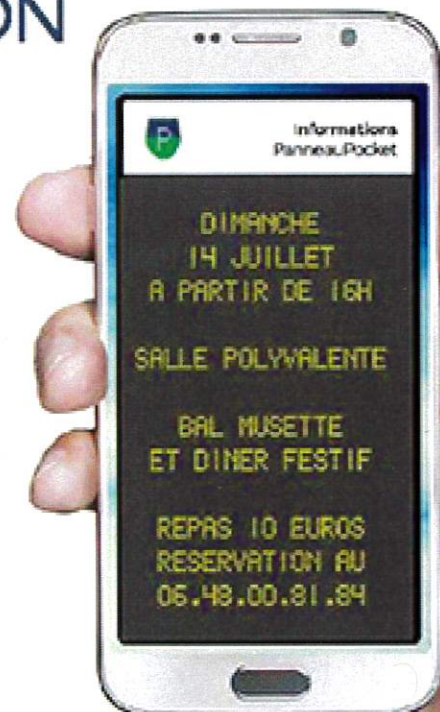 ON
P
Informations
PanneauPocket
DIMANCHE
14 JUILLET
A PARTIR DE 16H
SALLE POLYVALENTE
BAL MUSETTE
ET DINER FESTIF
REPAS 10 EUROS
RESERVATION AU
06.48.00.81.84